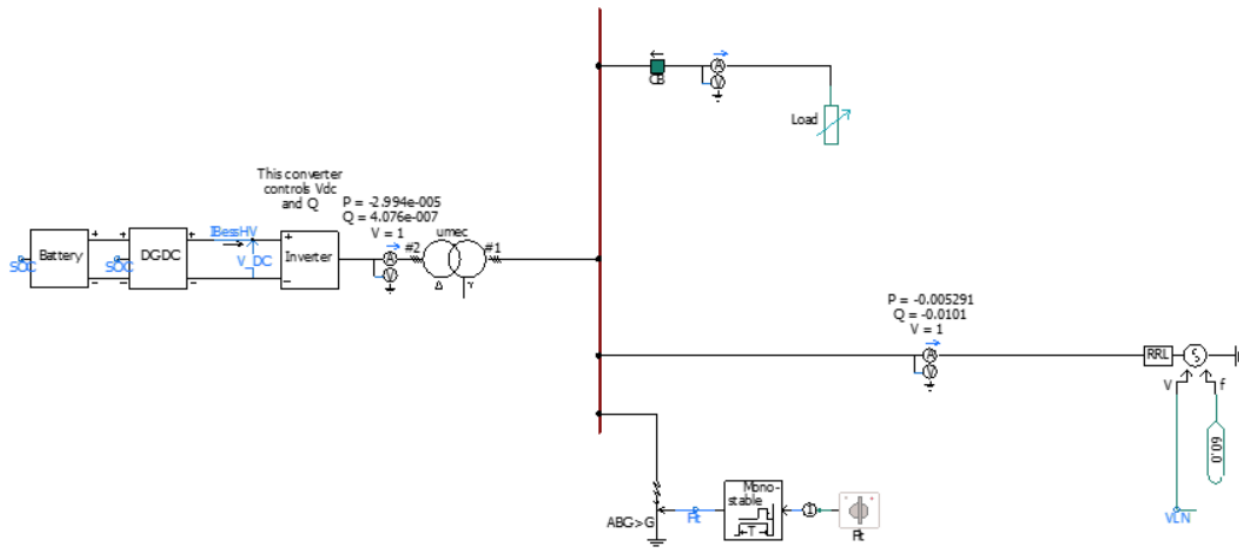 CB
A
V
Load
This converter
controls Vdc
and Q
P = -2.994e-005
Q = 4.076e-007
V = 1
umec
#2
#1
A
V
Battery
SOC
+
-
+
SOC
DGDC
-
+
-
IBessHV
V_DC
+
Inverter
-
P = -0.005291
Q = -0.0101
V = 1
A
V
RRL
S
V
f
60.0
VLN
ABC->G
Flt
Mono-
stable
T
1
Flt